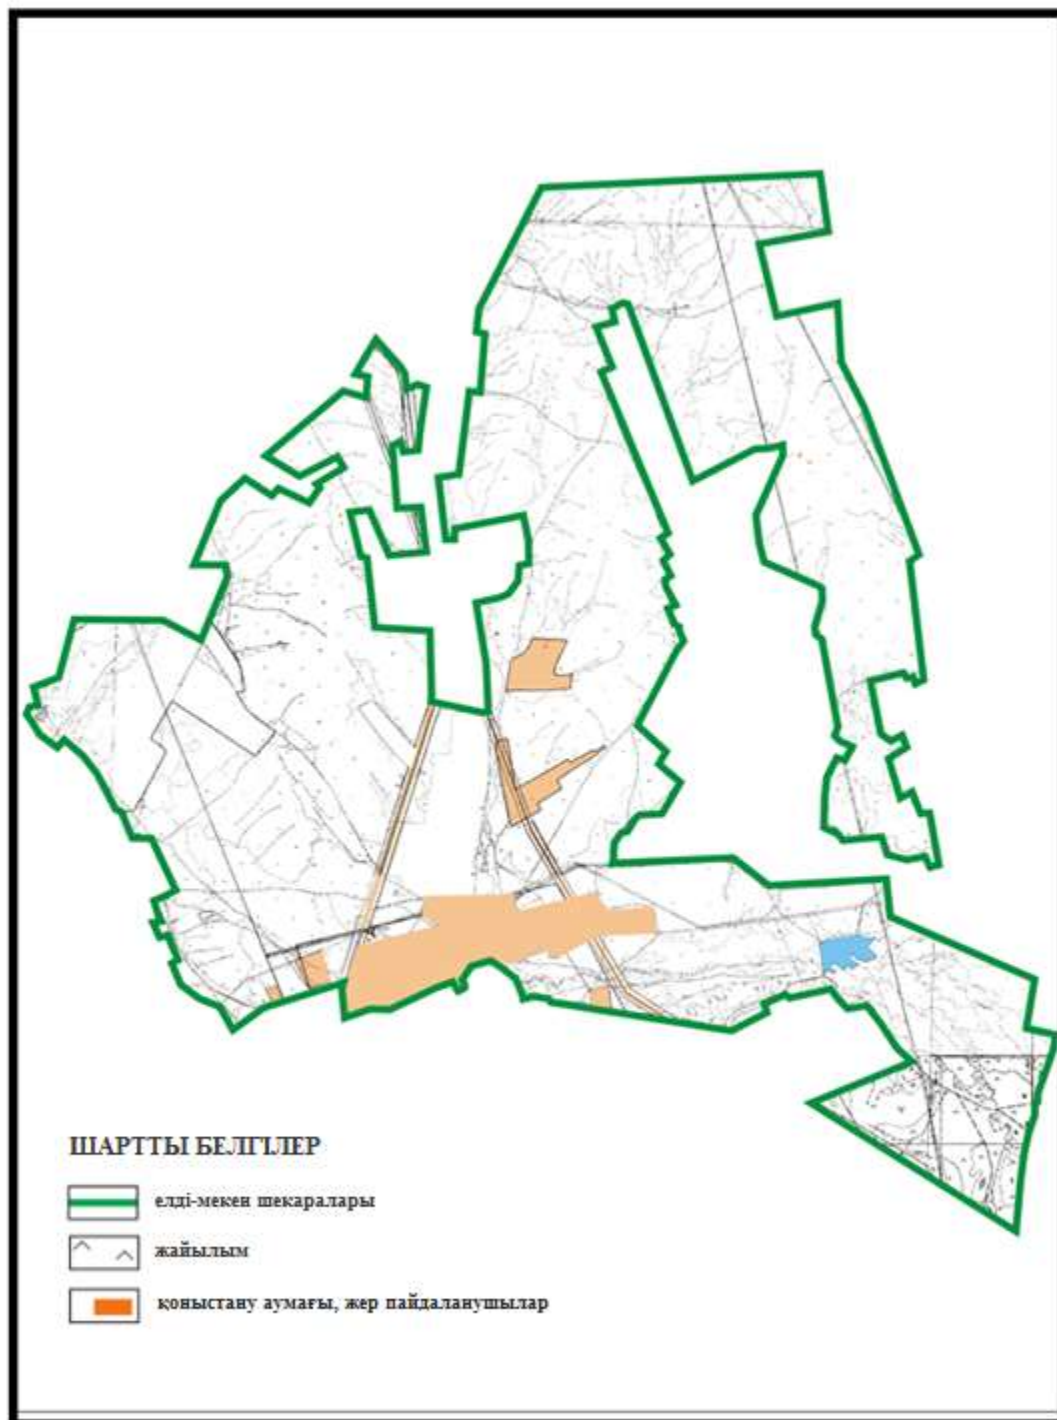 ШАРТТЫ БЕЛГІЛЕР
елді-мекен шекаралары
жайылым
қоныстану аумағы, жер пайдаланушылар